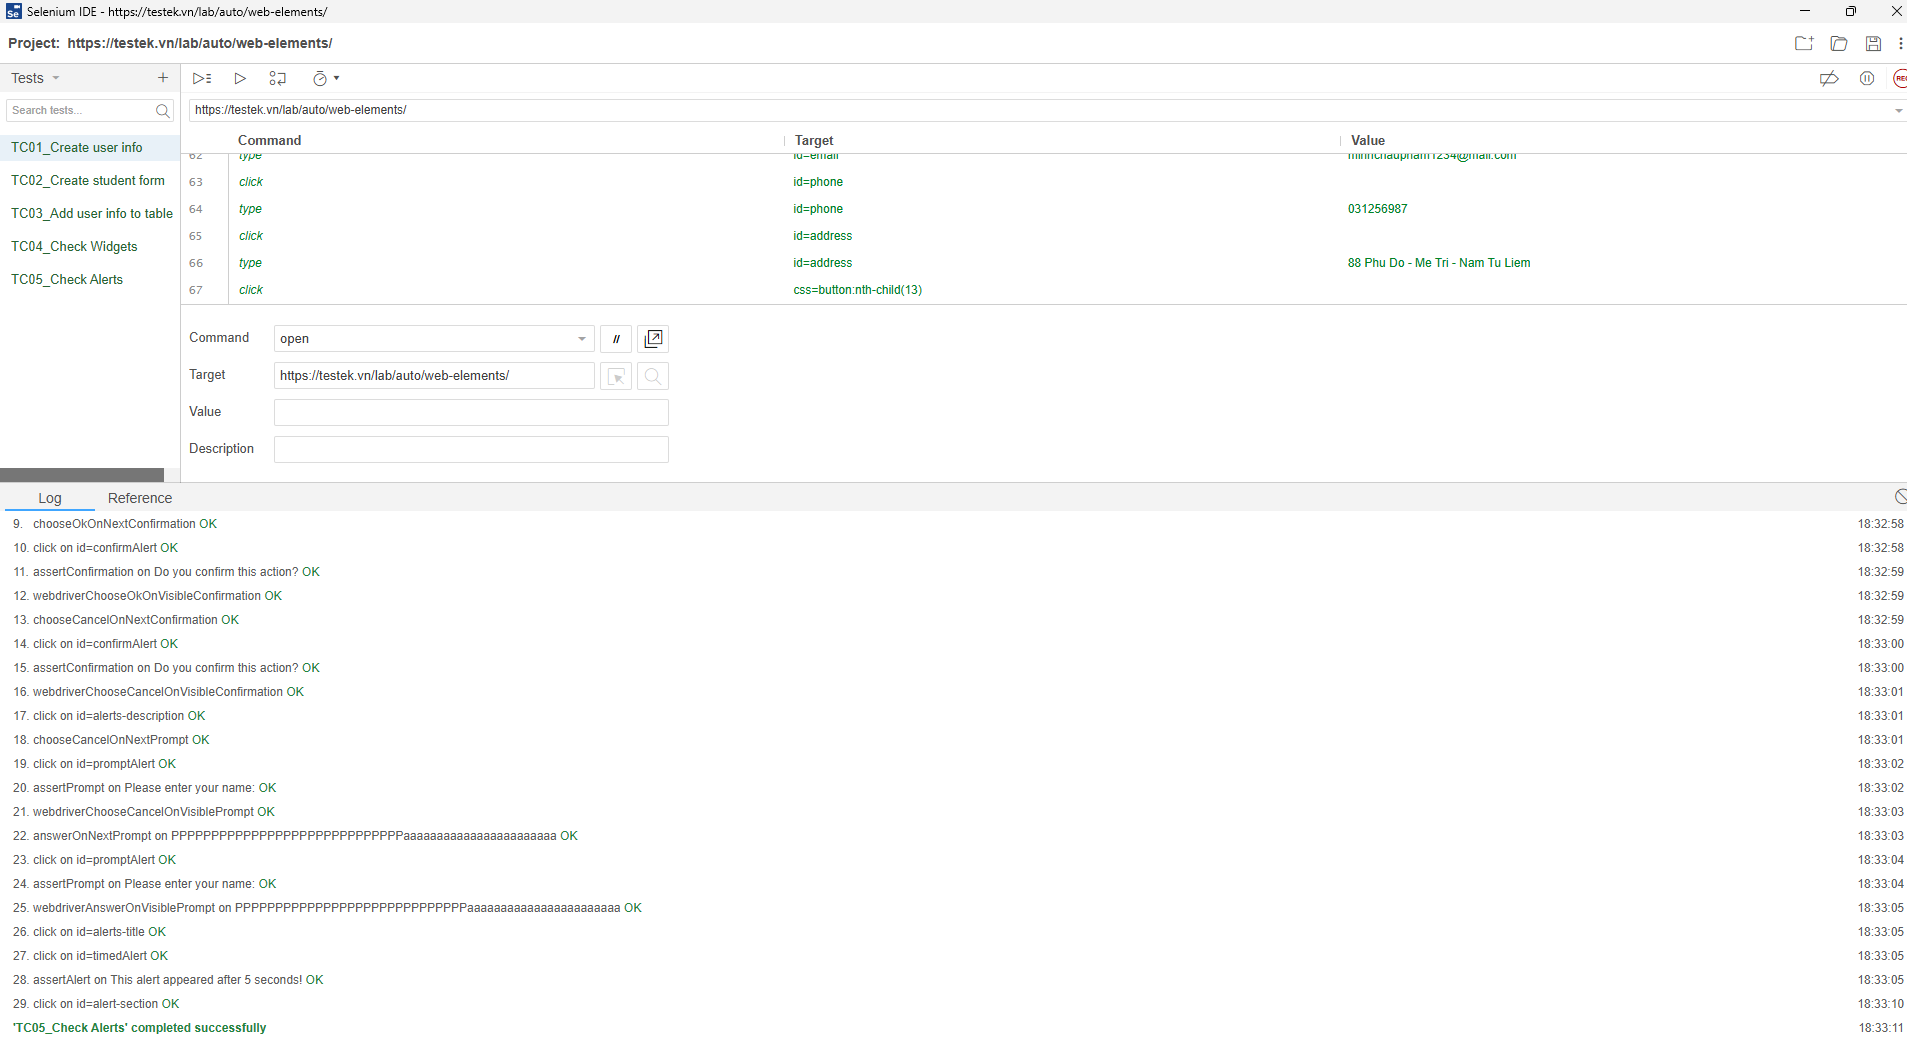 Selenium IDE - https://testek.vn/lab/auto/web-elements/
Project: https://testek.vn/lab/auto/web-elements/
Tests
Search tests...
TC01_Create user info
TC02_Create student form
TC03_Add user info to table
TC04_Check Widgets
TC05_Check Alerts
REC
https://testek.vn/lab/auto/web-elements/
Command Target Value
62 type id=email minhchaupham1234@mail.com
63 click id=phone
64 type id=phone 031256987
65 click id=address
66 type id=address 88 Phu Do - Me Tri - Nam Tu Liem
67 click css=button:nth-child(13)
Command open //
Target https://testek.vn/lab/auto/web-elements/
Value
Description
Log Reference
9. chooseOkOnNextConfirmation OK 18:32:58
10. click on id=confirmAlert OK 18:32:58
11. assertConfirmation on Do you confirm this action? OK 18:32:59
12. webdriverChooseOkOnVisibleConfirmation OK 18:32:59
13. chooseCancelOnNextConfirmation OK 18:32:59
14. click on id=confirmAlert OK 18:33:00
15. assertConfirmation on Do you confirm this action? OK 18:33:00
16. webdriverChooseCancelOnVisibleConfirmation OK 18:33:01
17. click on id=alerts-description OK 18:33:01
18. chooseCancelOnNextPrompt OK 18:33:01
19. click on id=promptAlert OK 18:33:02
20. assertPrompt on Please enter your name: OK 18:33:02
21. webdriverChooseCancelOnVisiblePrompt OK 18:33:03
22. answerOnNextPrompt on PPPPPPPPPPPPPPPPPPPPPPPPPPPPPaaaaaaaaaaaaaaaaaaaaaaa OK 18:33:03
23. click on id=promptAlert OK 18:33:04
24. assertPrompt on Please enter your name: OK 18:33:04
25. webdriverAnswerOnVisiblePrompt on PPPPPPPPPPPPPPPPPPPPPPPPPPPPPaaaaaaaaaaaaaaaaaaaaaaa OK 18:33:05
26. click on id=alerts-title OK 18:33:05
27. click on id=timedAlert OK 18:33:05
28. assertAlert on This alert appeared after 5 seconds! OK 18:33:05
29. click on id=alert-section OK 18:33:10
'TC05_Check Alerts' completed successfully 18:33:11